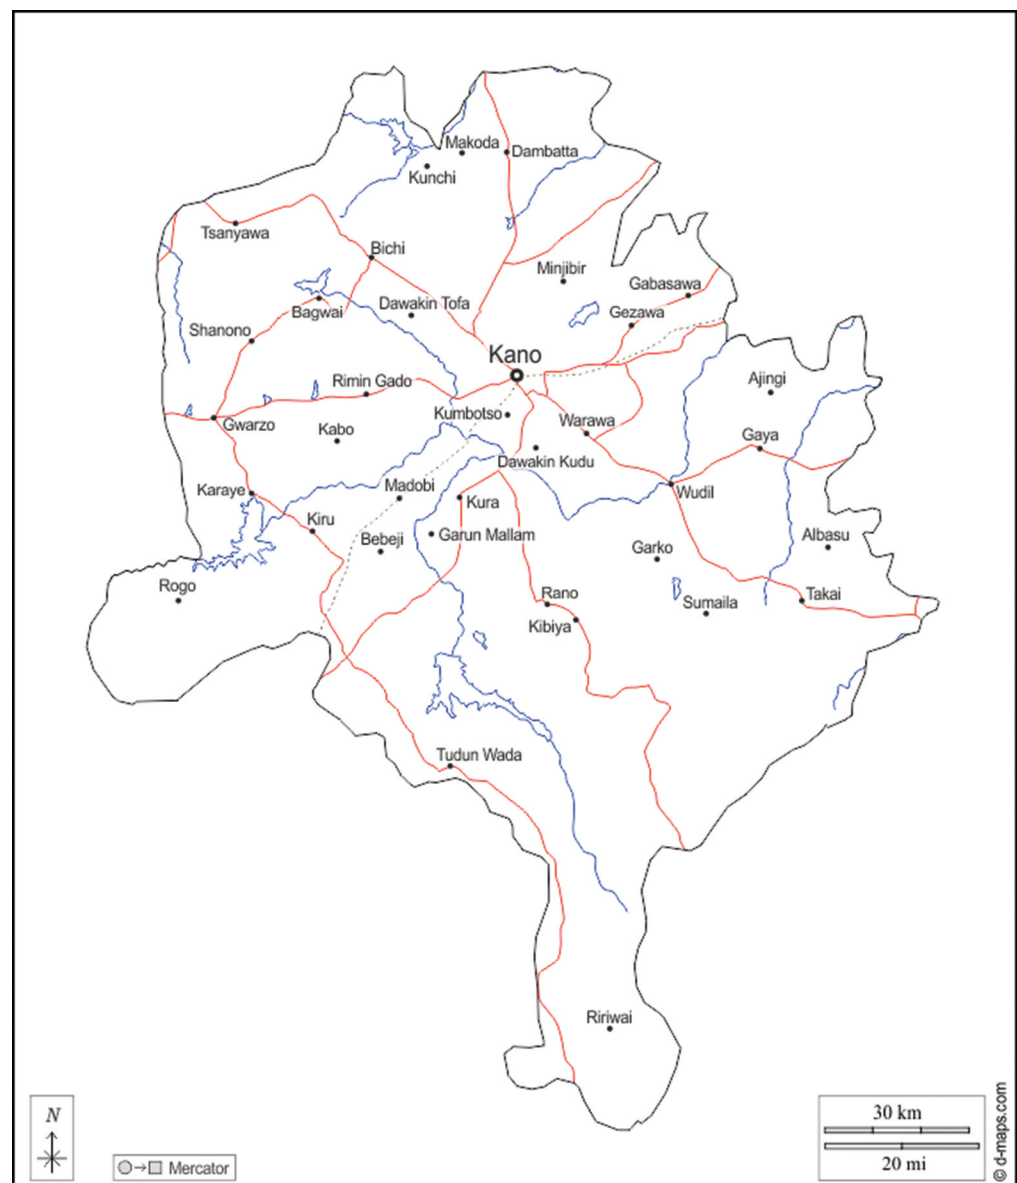 Makoda
Dambatta
Kunchi
Tsanyawa
Bichi
Minjibir
Gabasawa
Bagwai
Dawakin Tofa
Gezawa
Shanono
Kano
Rimin Gado
Ajingi
Kumbotso
Gwarzo
Kabo
Warawa
Gaya
Dawakin Kudu
Karaye
Madobi
Kura
Wudil
Kiru
Bebeji
Garun Mallam
Garko
Albasu
Rogo
Rano
Sumaila
Takai
Kibiya
Tudun Wada
Ririwai
N
Mercator
30 km
20 mi
© d-maps.com